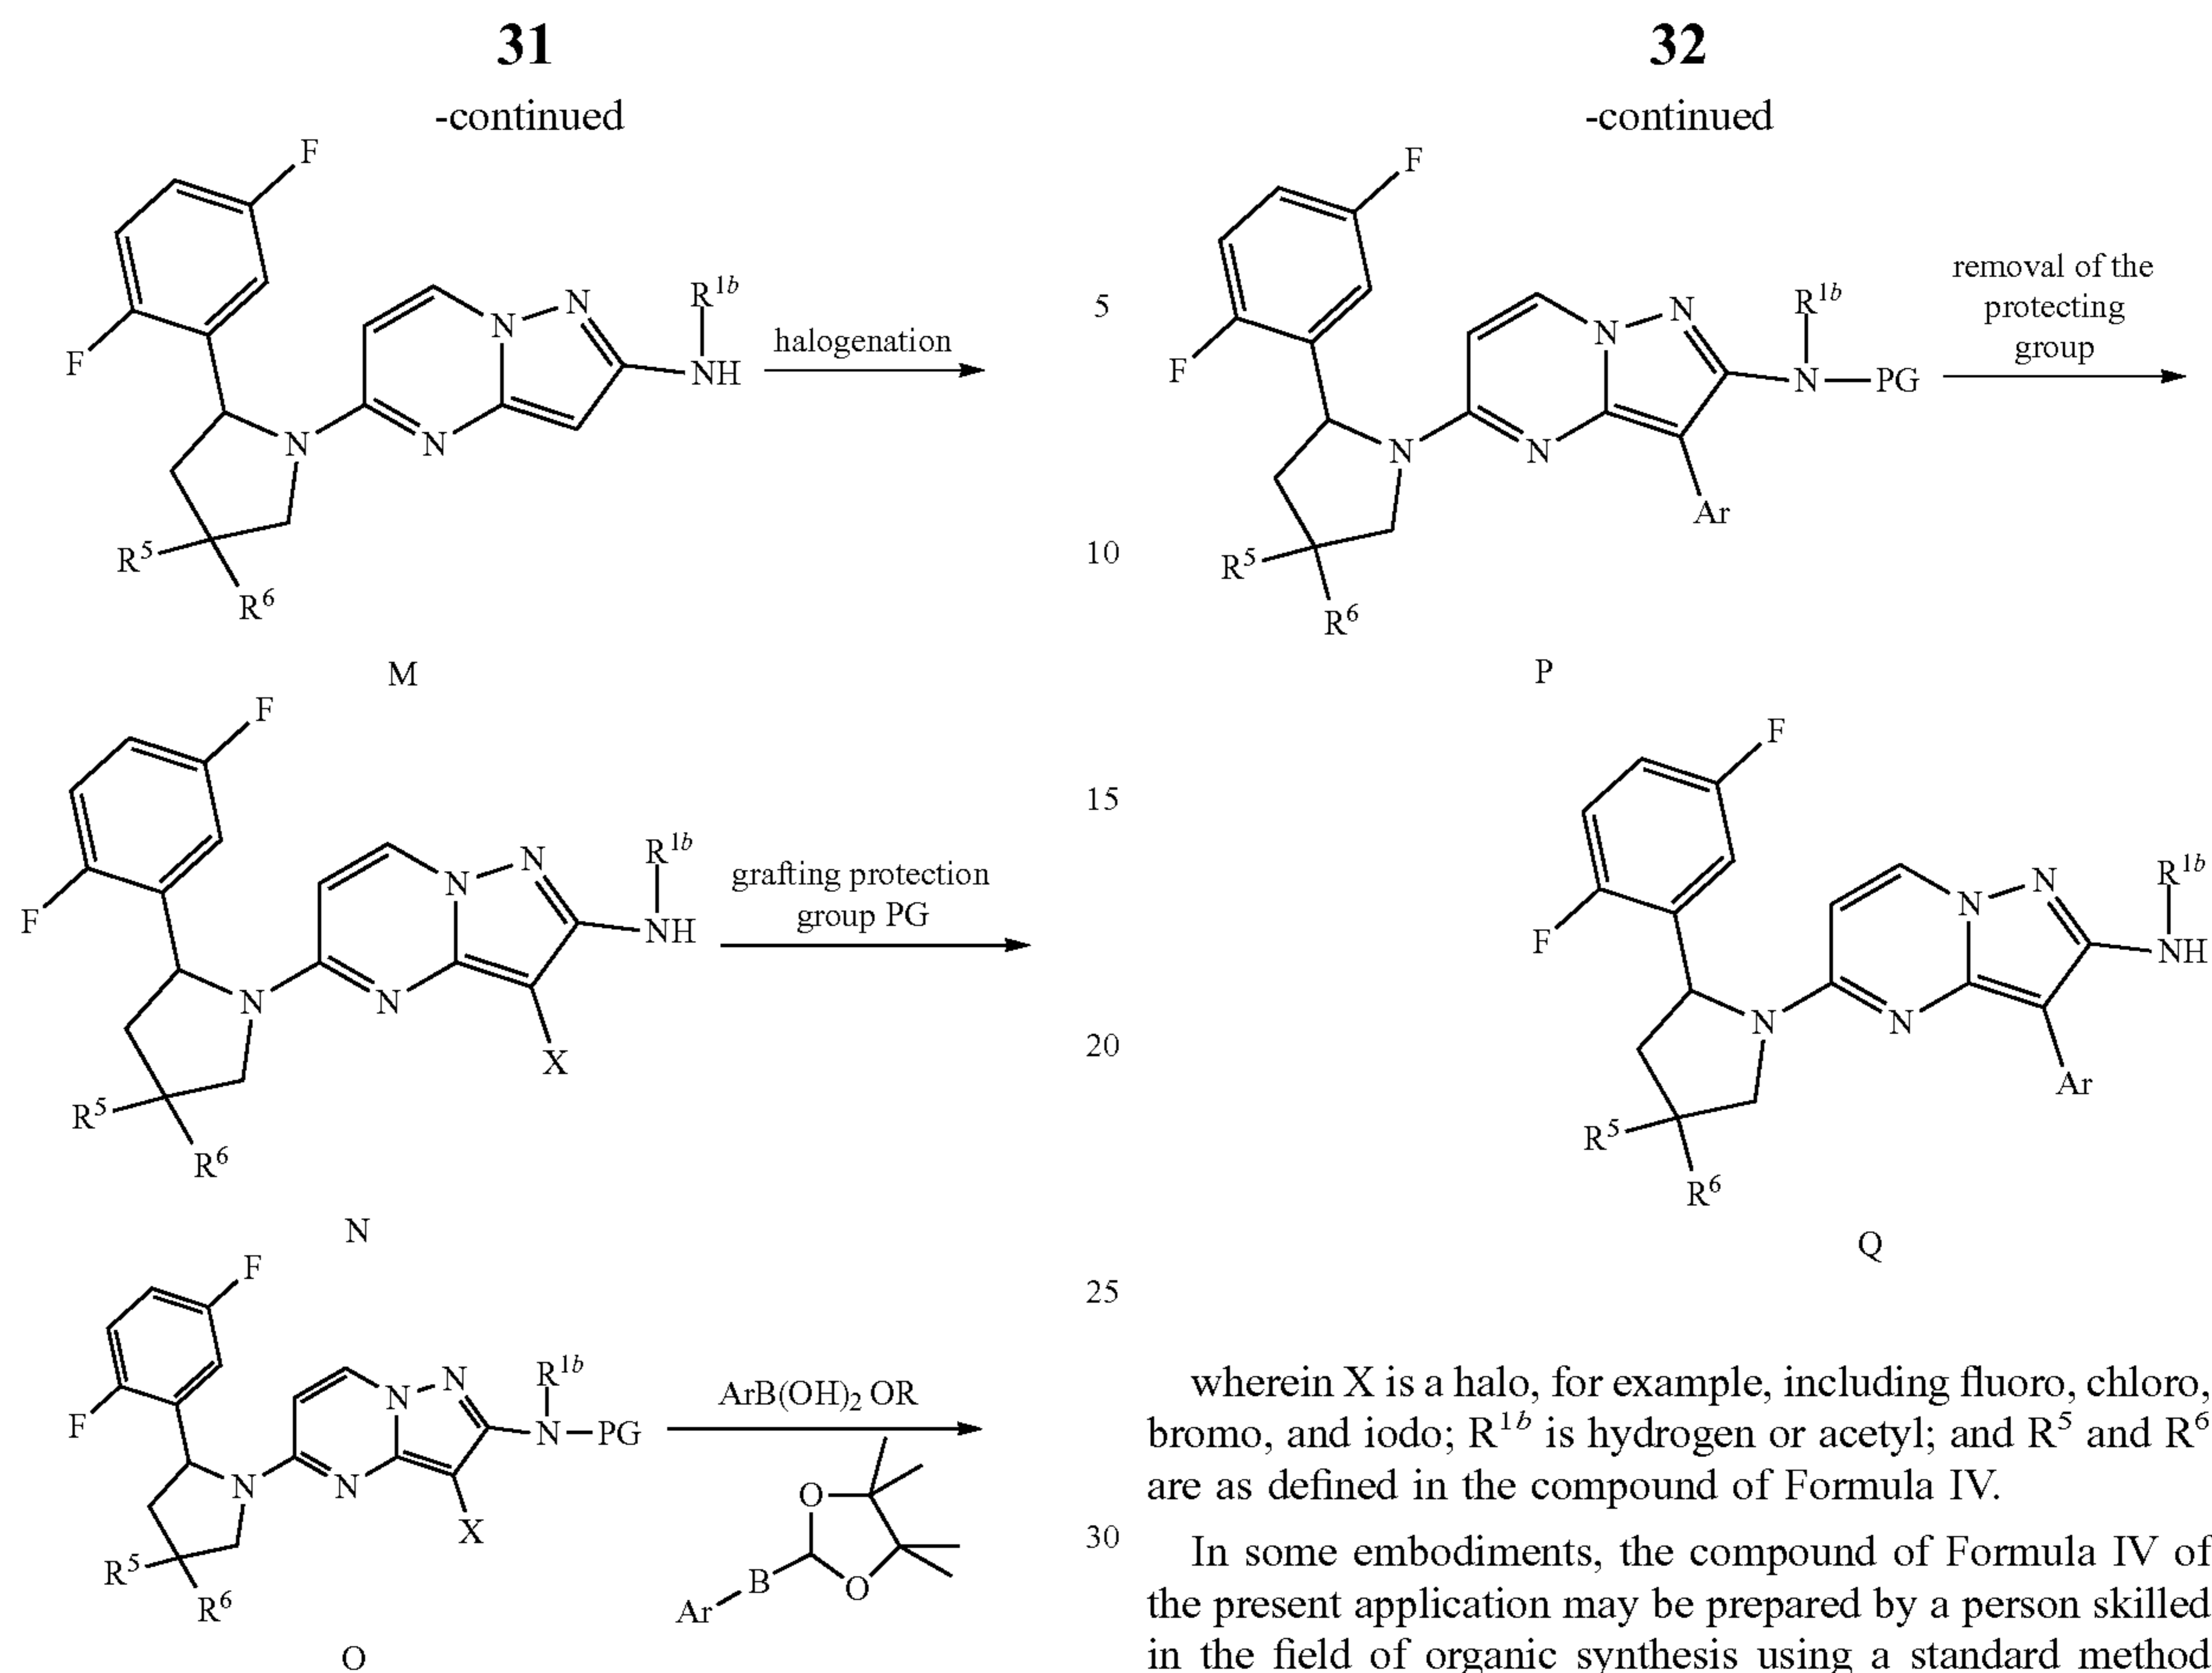 31
-continued
F
F
N
N
N
N
R1b
NH
halogenation
R5
R6
M
F
F
N
N
N
N
R1b
NH
grafting protection
group PG
X
R5
R6
N
F
F
N
N
N
N
R1b
N
PG
ArB(OH)2 OR
X
R5
R6
O
O
B
Ar
O
32
-continued
F
F
N
N
N
N
R1b
N
PG
removal of the
protecting
group
Ar
R5
R6
P
F
F
N
N
N
N
R1b
NH
Ar
R5
R6
Q
5
10
15
20
25
30
wherein X is a halo, for example, including fluoro, chloro,
bromo, and iodo; R1b is hydrogen or acetyl; and R5 and R6
are as defined in the compound of Formula IV.
In some embodiments, the compound of Formula IV of
the present application may be prepared by a person skilled
in the field of organic synthesis using a standard method